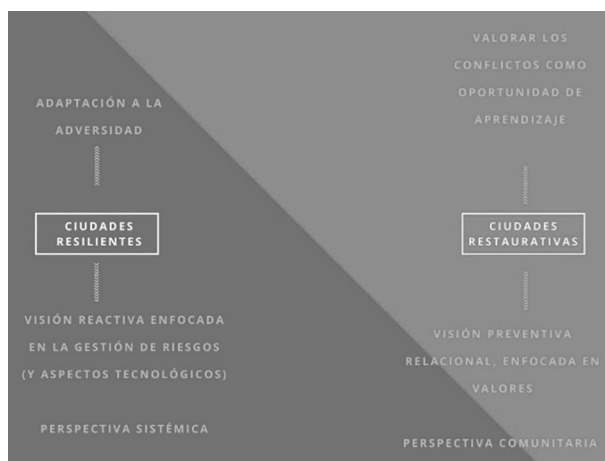 ADAPTACIÓN A LA
ADVERSIDAD
CIUDADES
RESILIENTES
VISIÓN REACTIVA ENFOCADA
EN LA GESTIÓN DE RIESGOS
(Y ASPECTOS TECNOLÓGICOS)
PERSPECTIVA SISTÉMICA
VALORAR LOS
CONFLICTOS COMO
OPORTUNIDAD DE
APRENDIZAJE
CIUDADES
RESTAURATIVAS
VISIÓN PREVENTIVA
RELACIONAL, ENFOCADA EN
VALORES
PERSPECTIVA COMUNITARIA